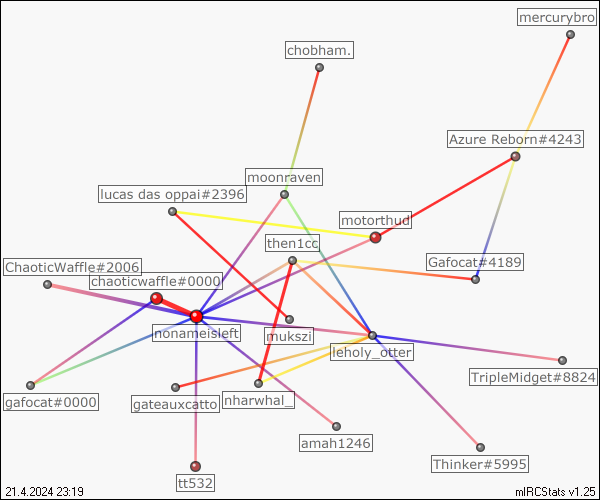 mercurybro
chobham.
Azure Reborn#4243
moonraven
lucas das oppai#2396
motorthud
then1cc
Gafocat#4189
ChaoticWaffle#2006
chaoticwaffle#0000
nonameisleft
mukszi
leholy_otter
TripleMidget#8824
gafocat#0000
gateauxcatto
nharwhal_
amah1246
Thinker#5995
tt532
21.4.2024 23:19
mIRCStats v1.25